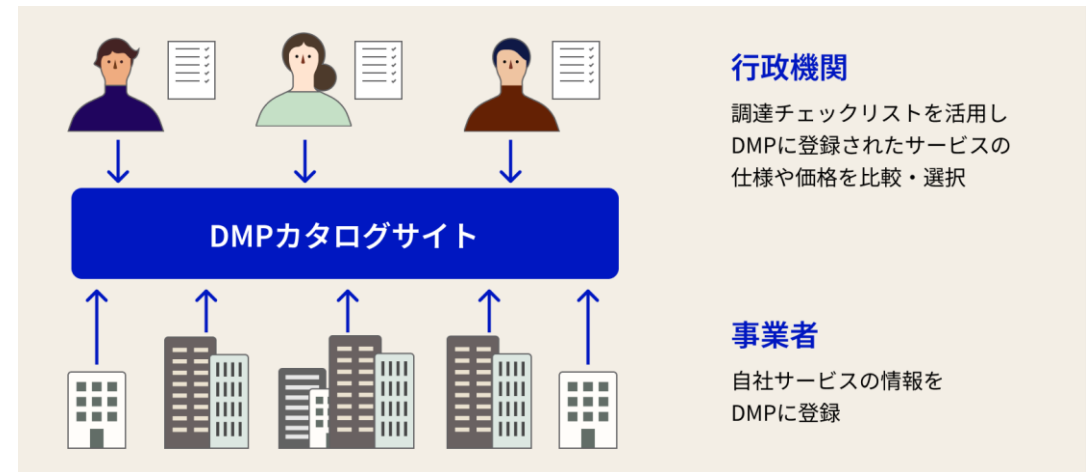 行政機関
調達チェックリストを活用し
DMPに登録されたサービスの
仕様や価格を比較・選択
DMPカタログサイト
事業者
自社サービスの情報を
DMPに登録